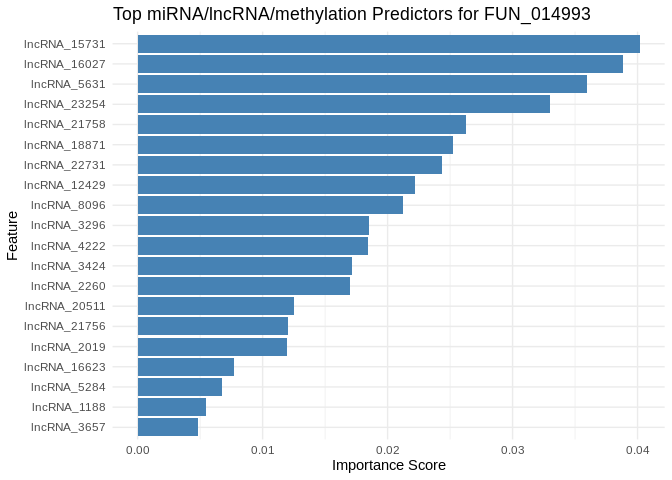 Top miRNA/lncRNA/methylation Predictors for FUN_014993
lncRNA_15731
lncRNA_16027
lncRNA_5631
lncRNA_23254
lncRNA_21758
lncRNA_18871
lncRNA_22731
lncRNA_12429
lncRNA_8096
lncRNA_3296
lncRNA_4222
lncRNA_3424
lncRNA_2260
lncRNA_20511
lncRNA_21756
lncRNA_2019
lncRNA_16623
lncRNA_5284
lncRNA_1188
lncRNA_3657
Feature
0.00 0.01 0.02 0.03 0.04
Importance Score